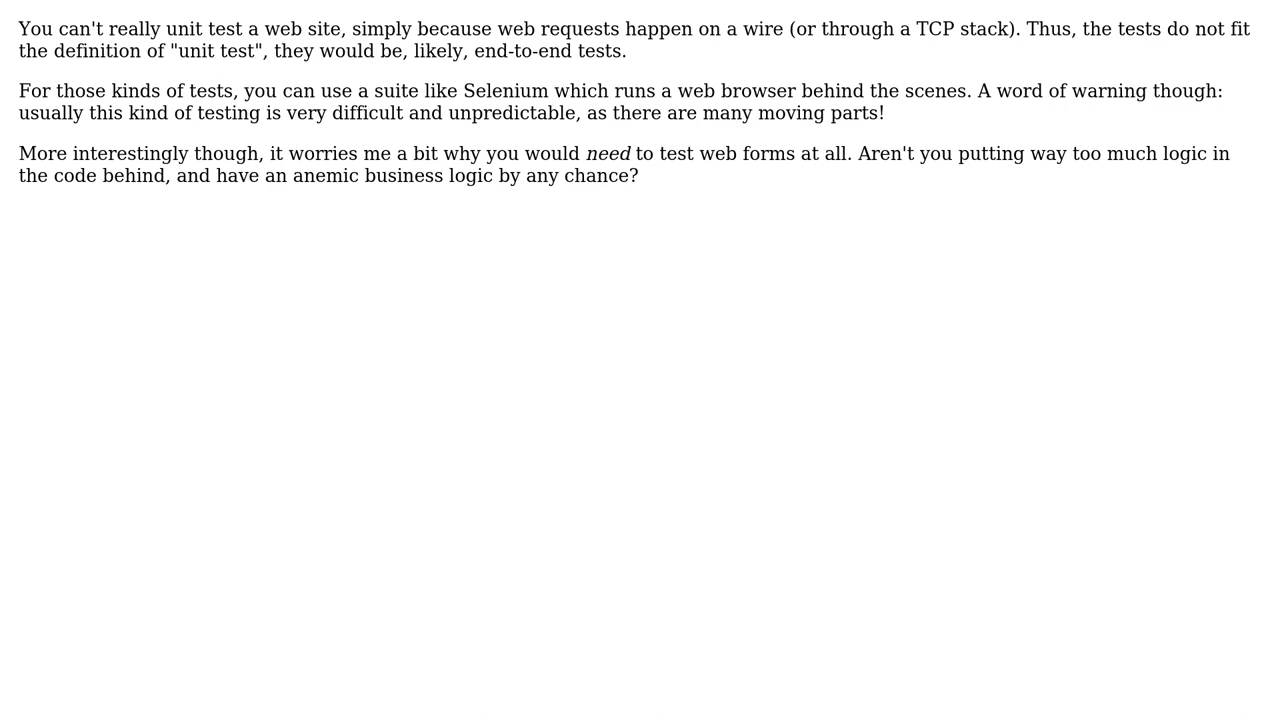 You can't really unit test a web site, simply because web requests happen on a wire (or through a TCP stack). Thus, the tests do not fit
the definition of "unit test", they would be, likely, end-to-end tests.
For those kinds of tests, you can use a suite like Selenium which runs a web browser behind the scenes. A word of warning though:
usually this kind of testing is very difficult and unpredictable, as there are many moving parts!
More interestingly though, it worries me a bit why you would need to test web forms at all. Aren't you putting way too much logic in
the code behind, and have an anemic business logic by any chance?